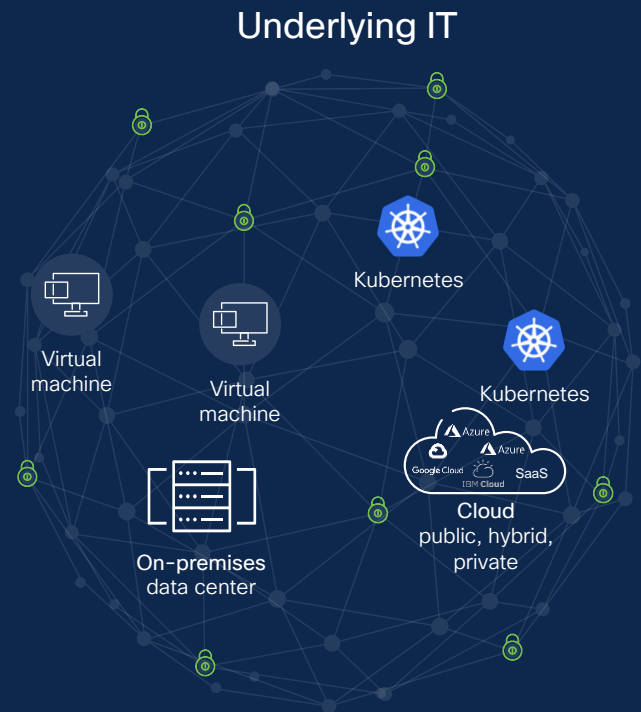 Underlying IT
Kubernetes
Virtual
machine
Virtual
machine
Kubernetes
Azure
Azure
Google Cloud
IBM Cloud
SaaS
Cloud
public, hybrid,
private
On-premises
data center